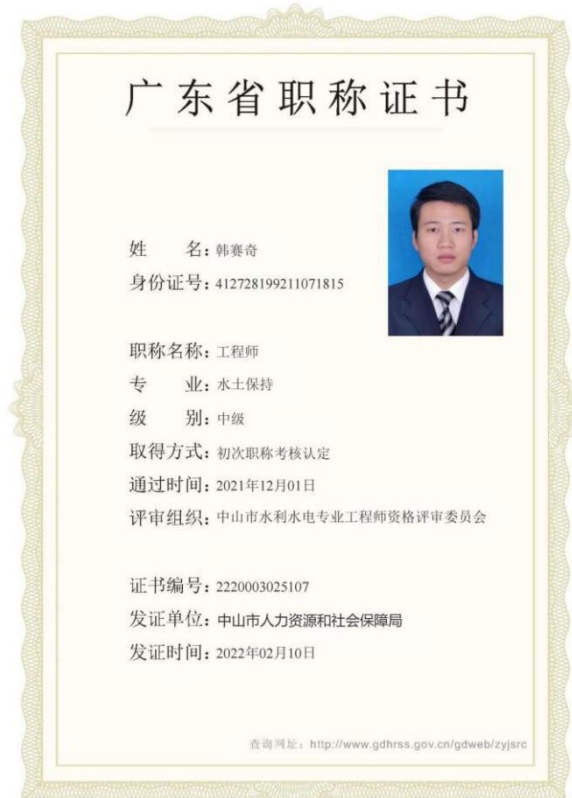 广东省职称证书
姓 名：韩赛奇
身份证号：412728199211071815
职称名称：工程师
专 业：水土保持
级 别：中级
取得方式：初次职称考核认定
通过时间：2021年12月01日
评审组织：中山市水利水电专业工程师资格评审委员会
证书编号：2220003025107
发证单位：中山市人力资源和社会保障局
发证时间：2022年02月10日
查询网址：http://www.gdhrss.gov.cn/gdweb/zyjsrc